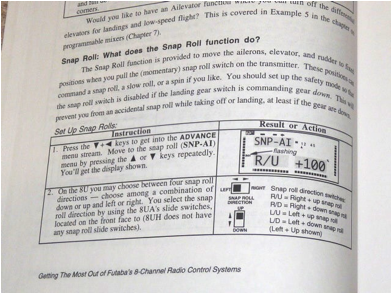 corners.
Would you like to have an Ailevator function where you can turn off the
elevators for landings and low-speed flight? This is covered in Example 5 in the chapter on
programmable mixers (Chapter 7).
Snap Roll: What does the Snap Roll function do?
The Snap Roll function is provided to move the ailerons, elevator, and rudder to fixed
positions when you pull the (momentary) snap roll switch on the transmitter. These positions
command a snap roll, a slow roll, or a spin if you like. You should set up the safety mode so
the snap roll switch is disabled if the landing gear switch is commanding gear down. This will
prevent you from an accidental snap roll while taking off or landing, at least if the gear are down.
Set Up Snap Rolls:
Instruction
Result or Action
1. Press the ▼+◄ keys to get into the ADVANCE
menu stream. Move to the snap roll (SNP-AI)
menu by pressing the ▲ or ▼ keys repeatedly.
You'll get the display shown.
SNP-AI
flashing
R/U +100
2. On the 8U you may choose between four snap roll
directions — choose among a combination of
down or up and left or right. You select the snap
roll direction by using the 8UA's slide switches,
located on the front face to (8UH does not have
any snap roll slide switches).
LEFT RIGHT
SNAP ROLL
DIRECTION
UP
DOWN
Snap roll direction switches:
R/U = Right + up snap roll
R/D = Right + down snap roll
L/U = Left + up snap roll
L/D = Left + down snap roll
(Left + Up shown)
Getting The Most Out of Futaba's 8-Channel Radio Control Systems